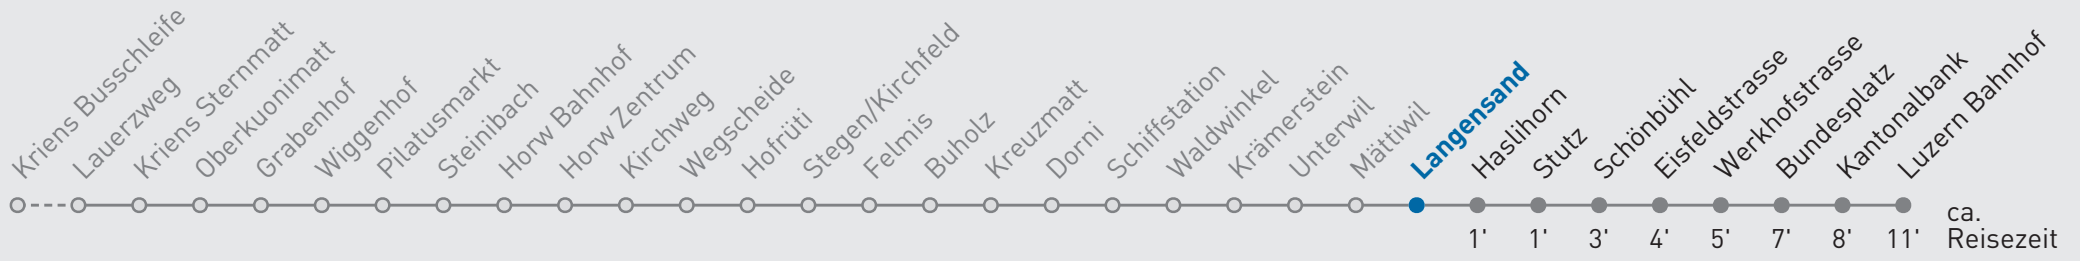 Kriens Busschleife
Lauerzweg
Kriens Sternmatt
Oberkuonimatt
Grabenhof
Wiggenhof
Pilatusmarkt
Steinibach
Horw Bahnhof
Horw Zentrum
Kirchweg
Wegscheide
Hofrüti
Stegen/Kirchfeld
Felmis
Buholz
Kreuzmatt
Dorni
Schiffstation
Waldwinkel
Krämerstein
Unterwil
Mättiwil
Langensand
Haslihorn
Stutz
Schönbühl
Eisfeldstrasse
Werkhofstrasse
Bundesplatz
Kantonalbank
Luzern Bahnhof
1' 1' 3' 4' 5' 7' 8' 11'
ca.
Reisezeit